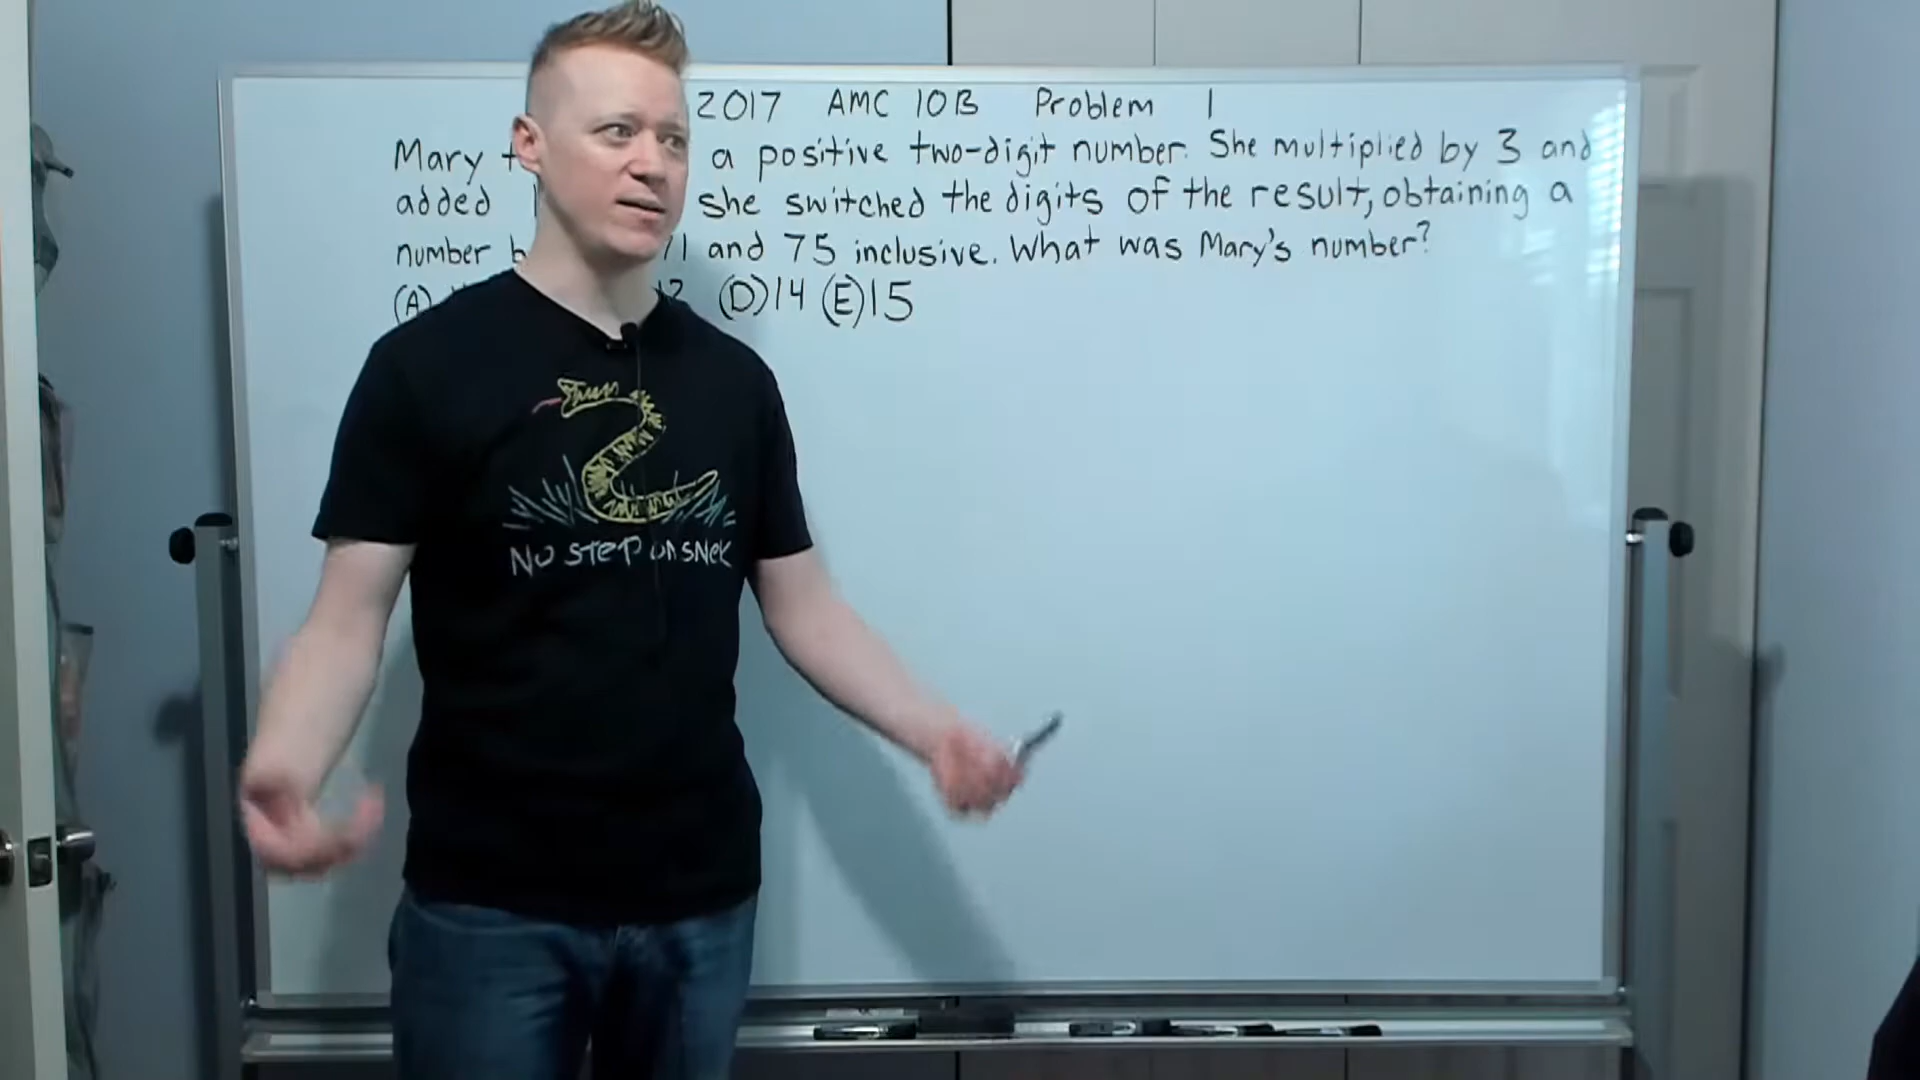 2017 AMC 10B Problem 1
Mary a positive two-digit number. She multiplied by 3 and
added she switched the digits of the result, obtaining a
number 71 and 75 inclusive. What was Mary's number?
(A) (D) 14 (E) 15
No STeP on SNeK